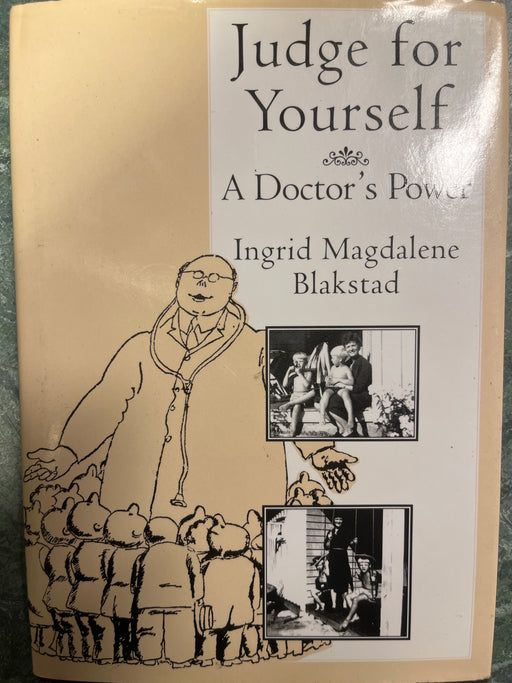 Judge for
Yourself
A Doctor's Power
Ingrid Magdalene
Blakstad